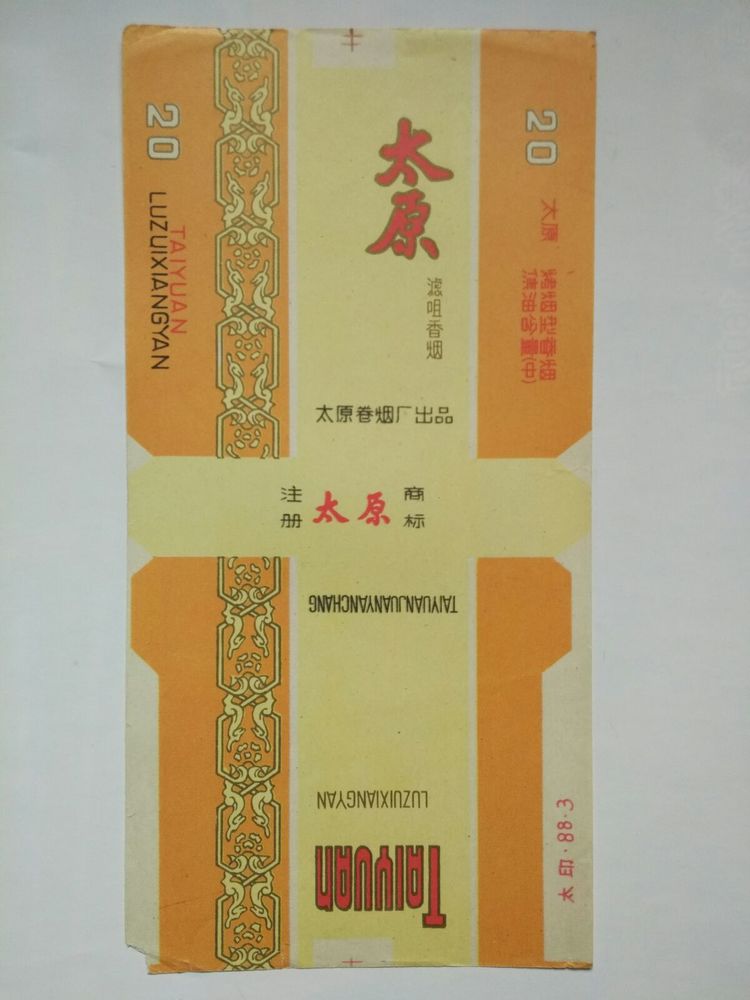 20
TAIYUAN
LUZUIXIANGYAN
太原
滤咀香烟
太原卷烟厂出品
20
太原 烤烟型香烟
焦油含量(中)
注册
太原
商标
TAIYUANJUANYANCHANG
LUZUIXIANGYAN
TAIYUAN
太印·88·3